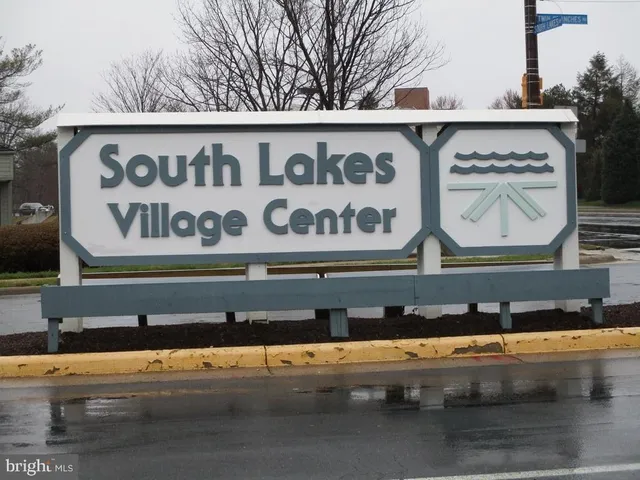 South Lakes
Village Center
bright MLS